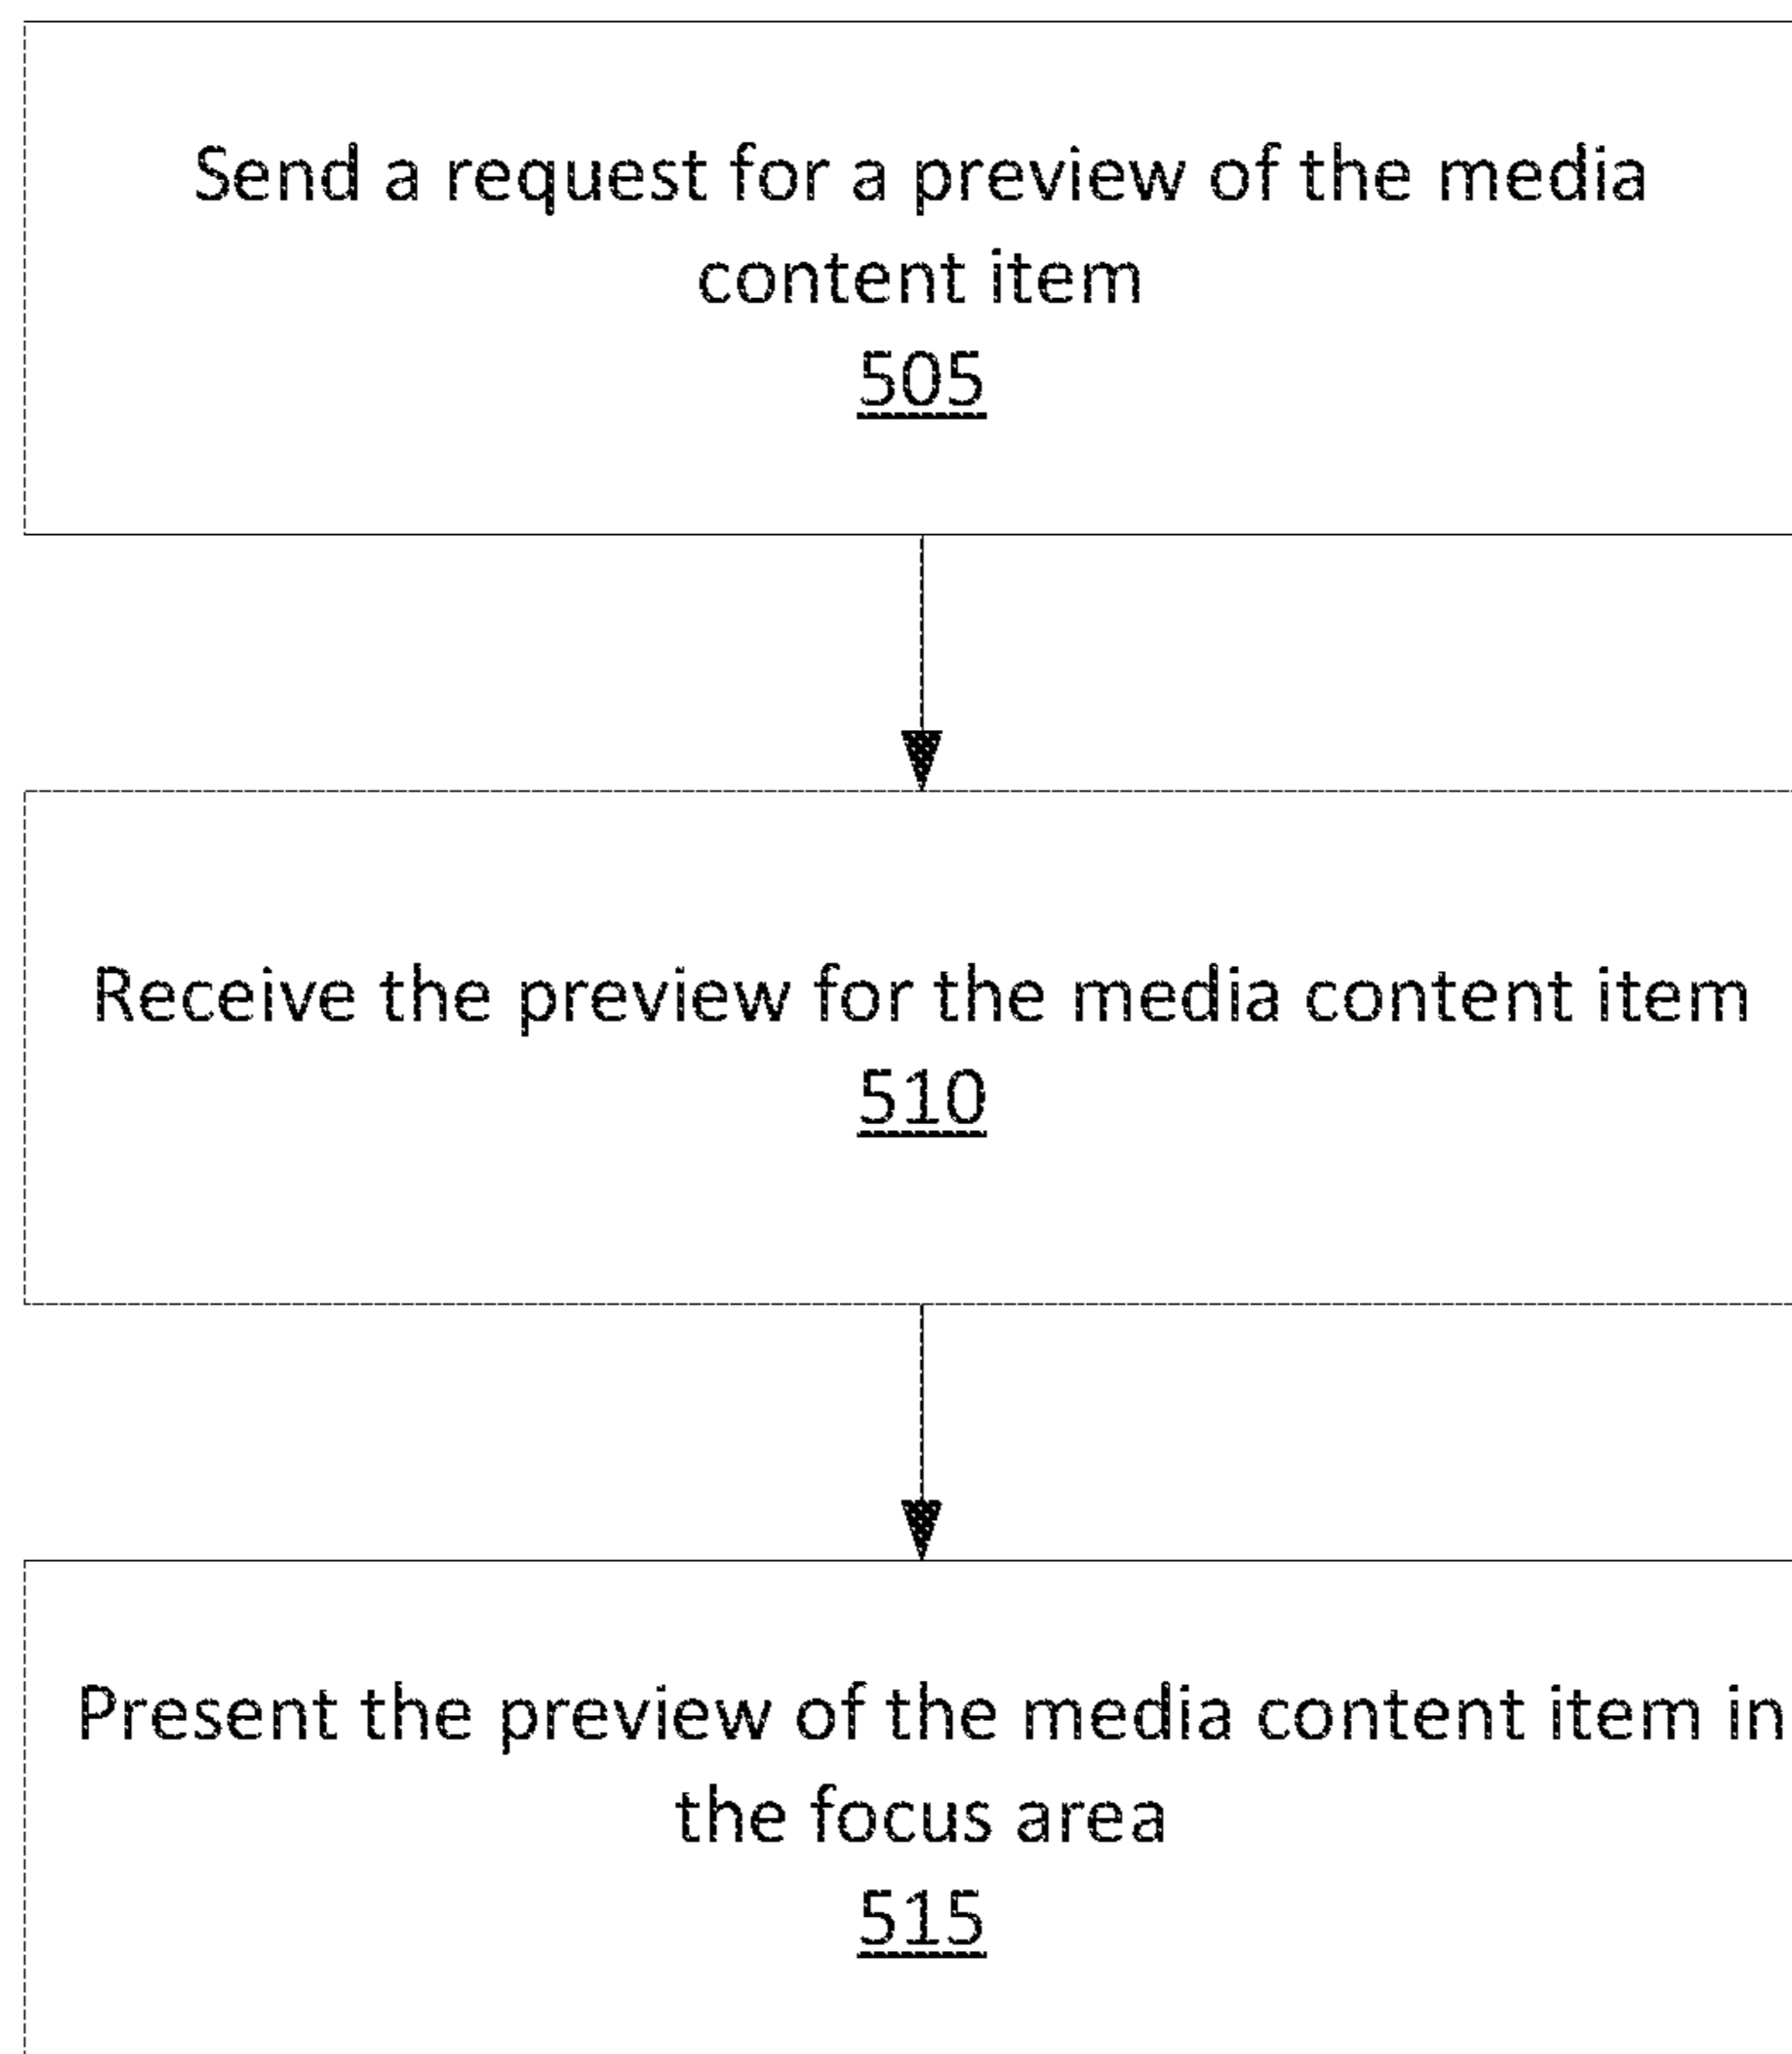 Send a request for a preview of the media
content item
505
Receive the preview for the media content item
510
Present the preview of the media content item in
the focus area
515